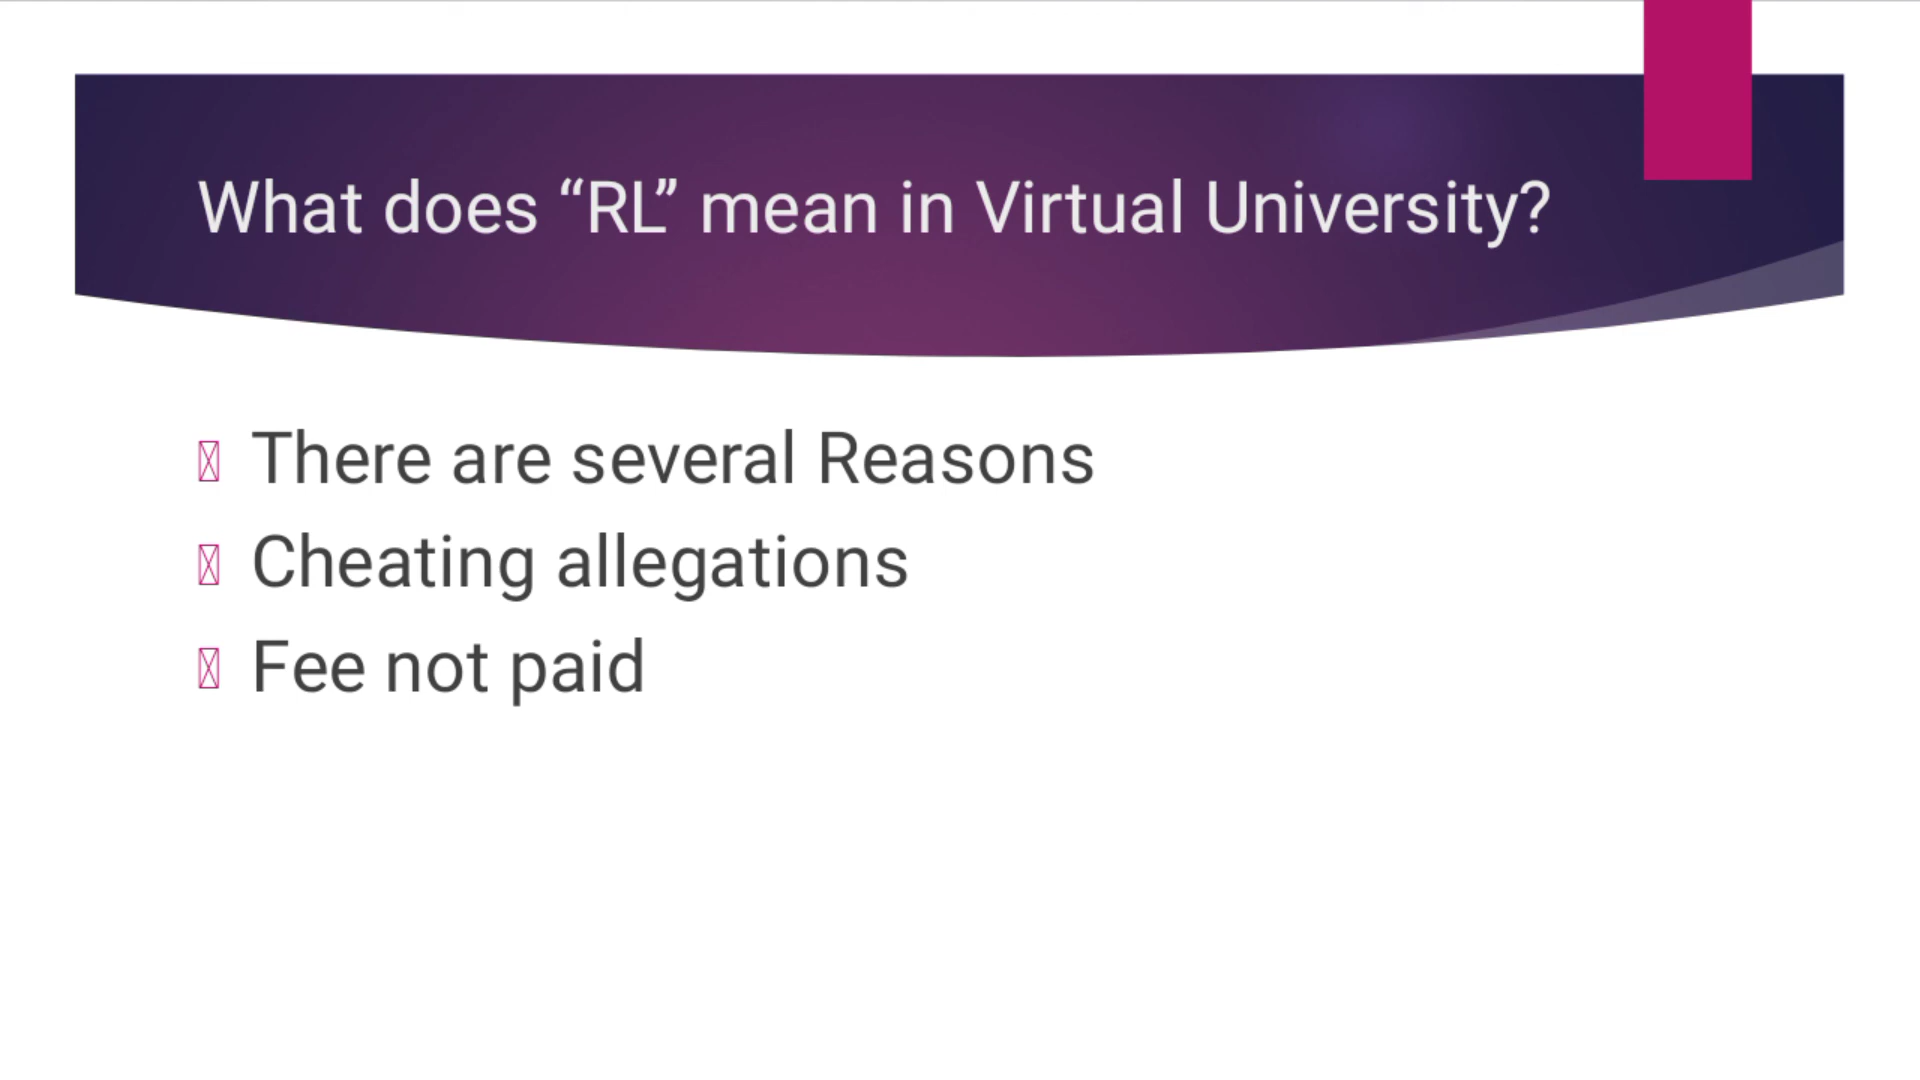 What does “RL” mean in Virtual University?
There are several Reasons
Cheating allegations
Fee not paid